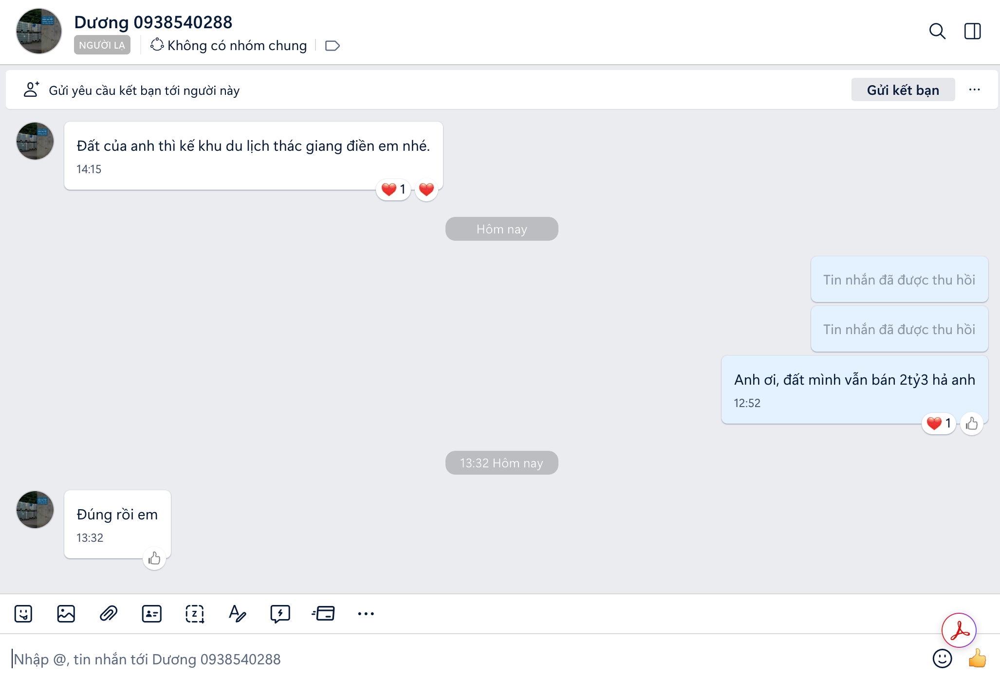 Dương 0938540288
NGƯỜI LẠ
Không có nhóm chung
Gửi yêu cầu kết bạn tới người này
Gửi kết bạn
Đất của anh thì kế khu du lịch thác giang điền em nhé.
14:15
1
Hôm nay
Tin nhắn đã được thu hồi
Tin nhắn đã được thu hồi
Anh ơi, đất mình vẫn bán 2tỷ3 hả anh
12:52
1
13:32 Hôm nay
Đúng rồi em
13:32
Nhập @, tin nhắn tới Dương 0938540288